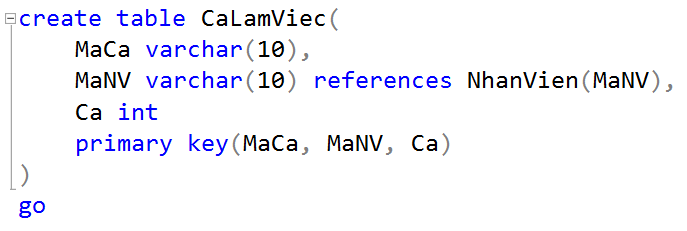 create table CaLamViec(
    MaCa varchar(10),
    MaNV varchar(10) references NhanVien(MaNV),
    Ca int
    primary key(MaCa, MaNV, Ca)
)
go